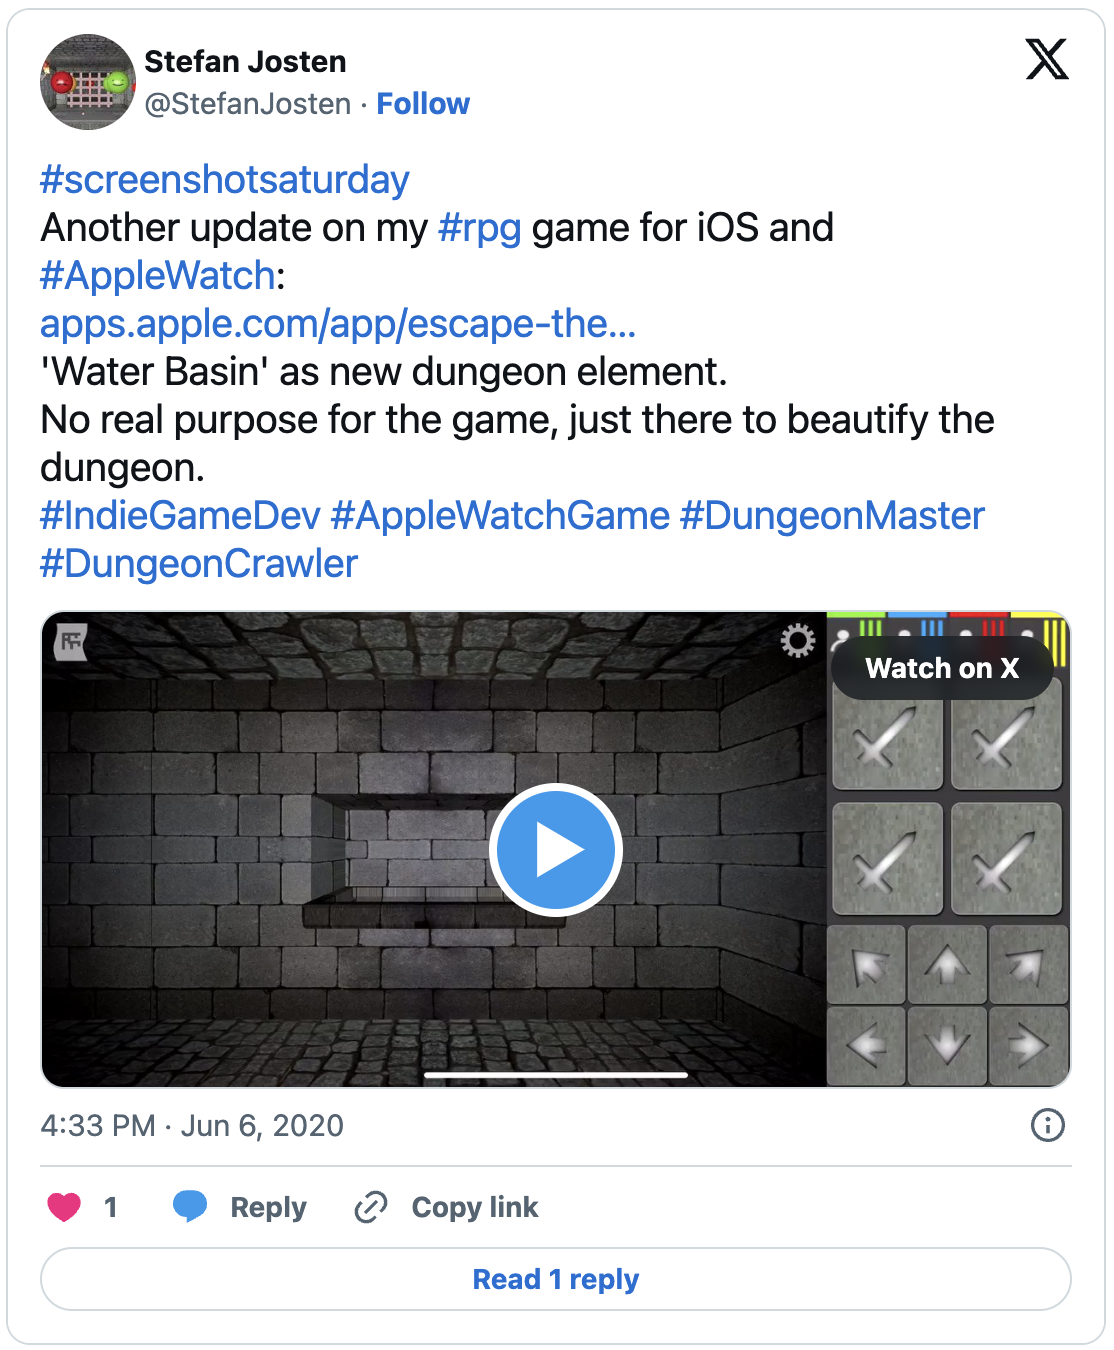 Stefan Josten
@StefanJosten · Follow
#screenshotsaturday
Another update on my #rpg game for iOS and
#AppleWatch:
apps.apple.com/app/escape-the…
'Water Basin' as new dungeon element.
No real purpose for the game, just there to beautify the
dungeon.
#IndieGameDev #AppleWatchGame #DungeonMaster
#DungeonCrawler
Watch on X
4:33 PM · Jun 6, 2020
1 Reply Copy link
Read 1 reply